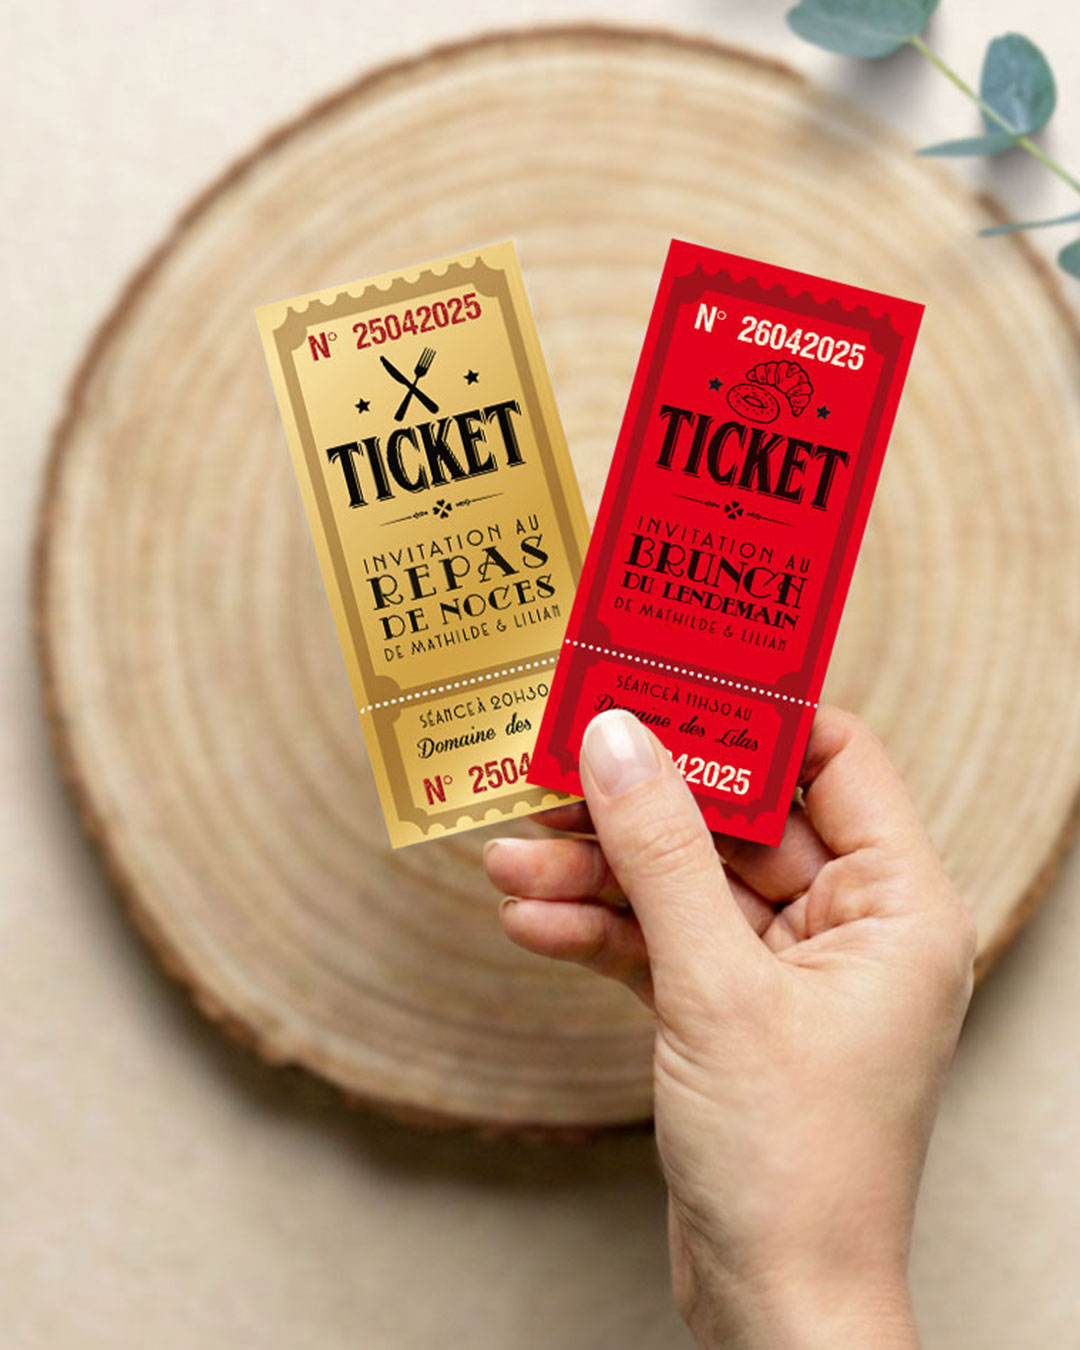 N° 25042025
TICKET
INVITATION AU
REPAS
DE NOCES
DE MATHILDE & LILIAN
SÉANCE À 20H30
Domaine des
N° 2504
N° 26042025
TICKET
INVITATION AU
BRUNCH
DU LENDEMAIN
DE MATHILDE & LILIAN
SÉANCE À 11H30 AU
Domaine des Lilas
42025